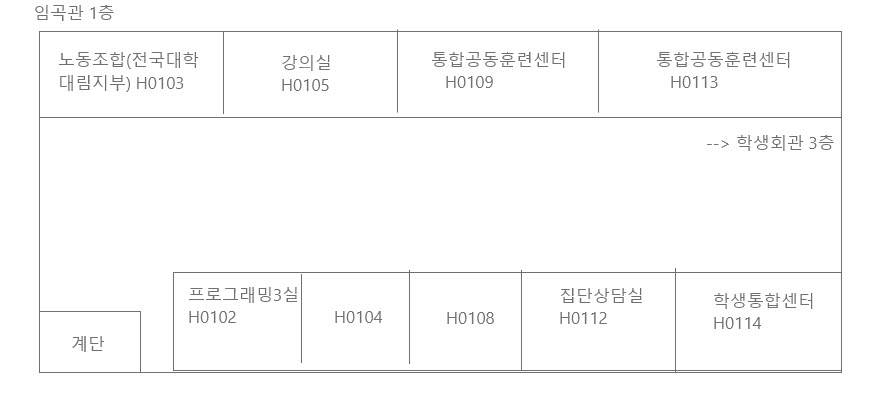 임곡관 1층
노동조합(전국대학
대림지부) H0103
강의실
H0105
통합공동훈련센터
H0109
통합공동훈련센터
H0113
--> 학생회관 3층
프로그래밍3실
H0102
H0104
H0108
집단상담실
H0112
학생통합센터
H0114
계단